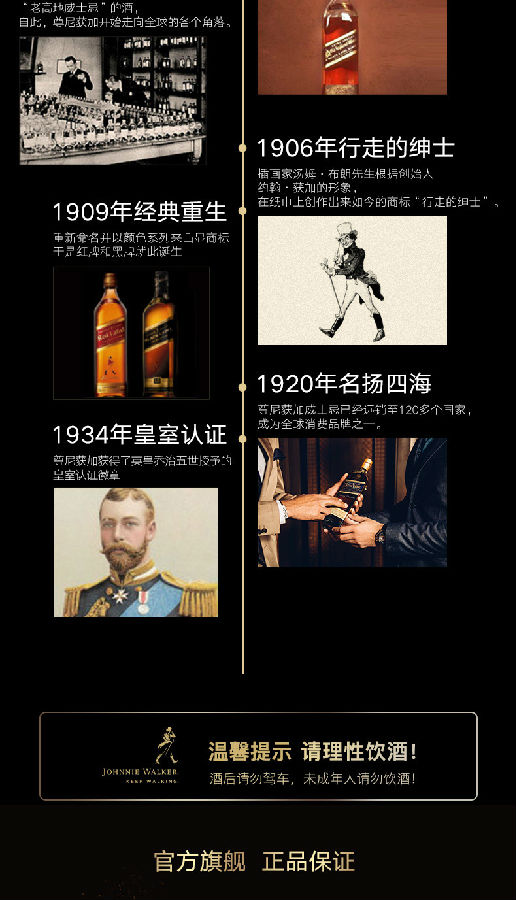 “老高地威士忌”的酒，
自此，尊尼获加开始走向全球的各个角落。
1906年行走的绅士
插画家汤姆·布朗先生根据创始人
约翰·获加的形象，
在纸巾上创作出来如今的商标“行走的绅士”。
1909年经典重生
重新命名并以颜色系列来凸显商标
于是红牌和黑牌就此诞生
1920年名扬四海
尊尼获加威士忌已经远销至120多个国家，
成为全球消费品牌之一。
1934年皇室认证
尊尼获加获得了英皇乔治五世授予的
皇室认证徽章
JOHNNIE WALKER
KEEP WALKING
温馨提示 请理性饮酒!
酒后请勿驾车，未成年人请勿饮酒!
官方旗舰 正品保证